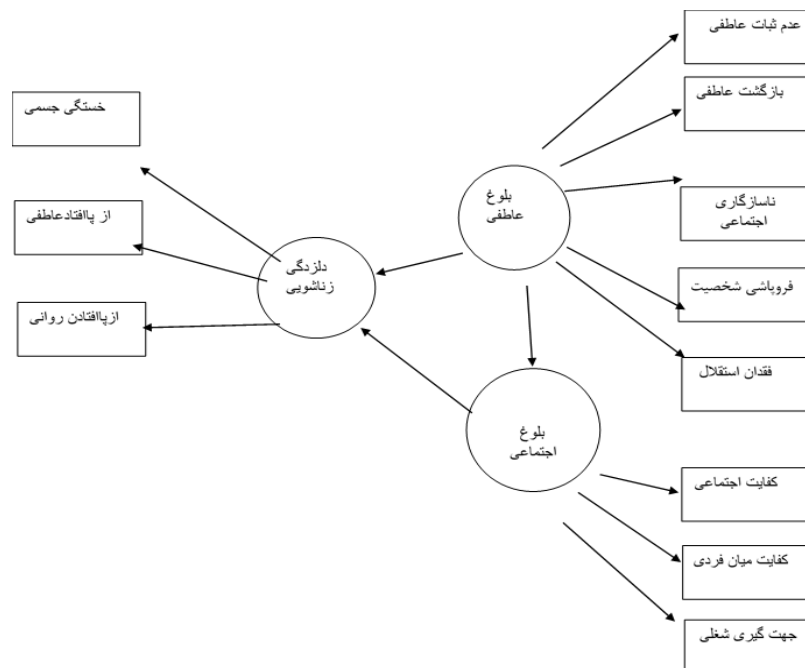 عدم ثبات عاطفی
بازگشت عاطفی
ناسازگاری
اجتماعی
فروپاشی شخصیت
فقدان استقلال
بلوغ
عاطفی
دلزدگی
زناشویی
خستگی جسمی
از پاافتادعاطفی
ازپاافتادن روانی
بلوغ
اجتماعی
کفایت اجتماعی
کفایت میان فردی
جهت گیری شغلی